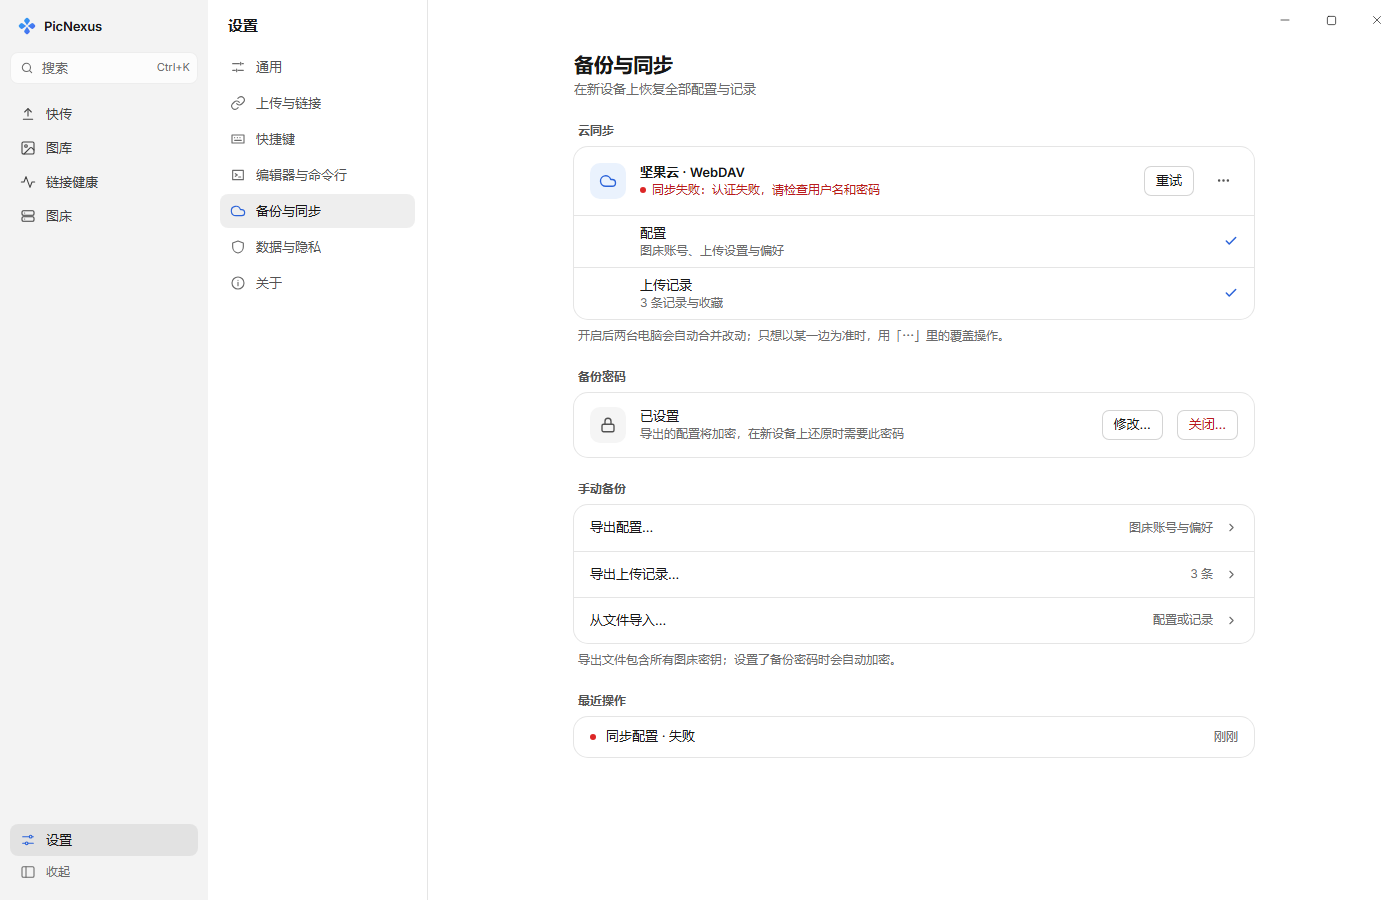 PicNexus
搜索 Ctrl+K
快传
图库
链接健康
图床
设置
收起
设置
通用
上传与链接
快捷键
编辑器与命令行
备份与同步
数据与隐私
关于
备份与同步
在新设备上恢复全部配置与记录
云同步
坚果云 · WebDAV
同步失败：认证失败，请检查用户名和密码
重试
配置
图床账号、上传设置与偏好
上传记录
3 条记录与收藏
开启后两台电脑会自动合并改动；只想以某一边为准时，用「…」里的覆盖操作。
备份密码
已设置
导出的配置将加密，在新设备上还原时需要此密码
修改...
关闭...
手动备份
导出配置... 图床账号与偏好
导出上传记录... 3 条
从文件导入... 配置或记录
导出文件包含所有图床密钥；设置了备份密码时会自动加密。
最近操作
同步配置 · 失败 刚刚